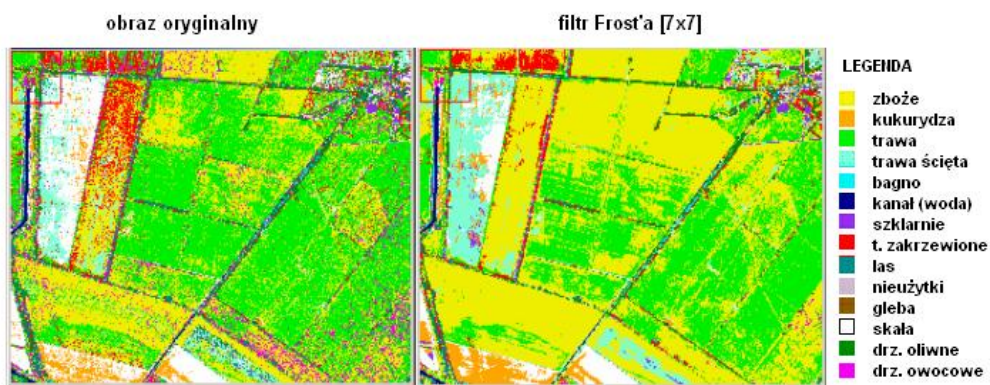 obraz oryginalny
filtr Frost'a [7x7]
LEGENDA
zboże
kukurydza
trawa
trawa ścięta
bagno
kanał (woda)
szklarnie
t. zakrzewione
las
nieużytki
gleba
skała
drz. oliwne
drz. owocowe